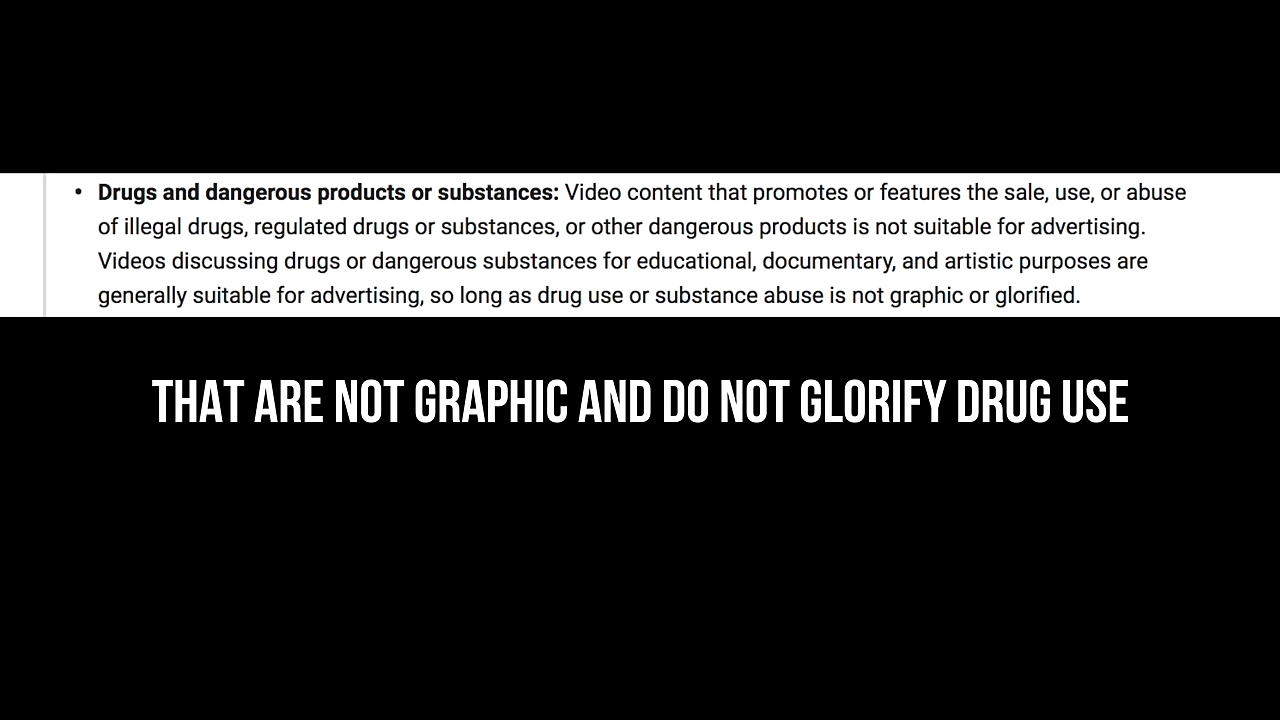 • Drugs and dangerous products or substances: Video content that promotes or features the sale, use, or abuse
of illegal drugs, regulated drugs or substances, or other dangerous products is not suitable for advertising.
Videos discussing drugs or dangerous substances for educational, documentary, and artistic purposes are
generally suitable for advertising, so long as drug use or substance abuse is not graphic or glorified.
THAT ARE NOT GRAPHIC AND DO NOT GLORIFY DRUG USE